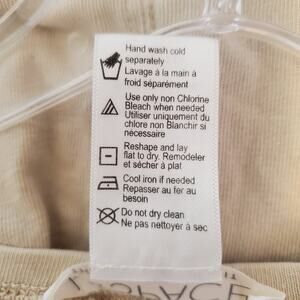 Hand wash cold
separately
Lavage à la main à
froid séparément
Use only non Chlorine
Bleach when needed
Utiliser uniquement du
chlore non Blanchir si
nécessaire
Reshape and lay
flat to dry. Remodeler
et sécher à plat
Cool iron if needed
Repasser au fer au
besoin
Do not dry clean
Ne pas nettoyer à sec